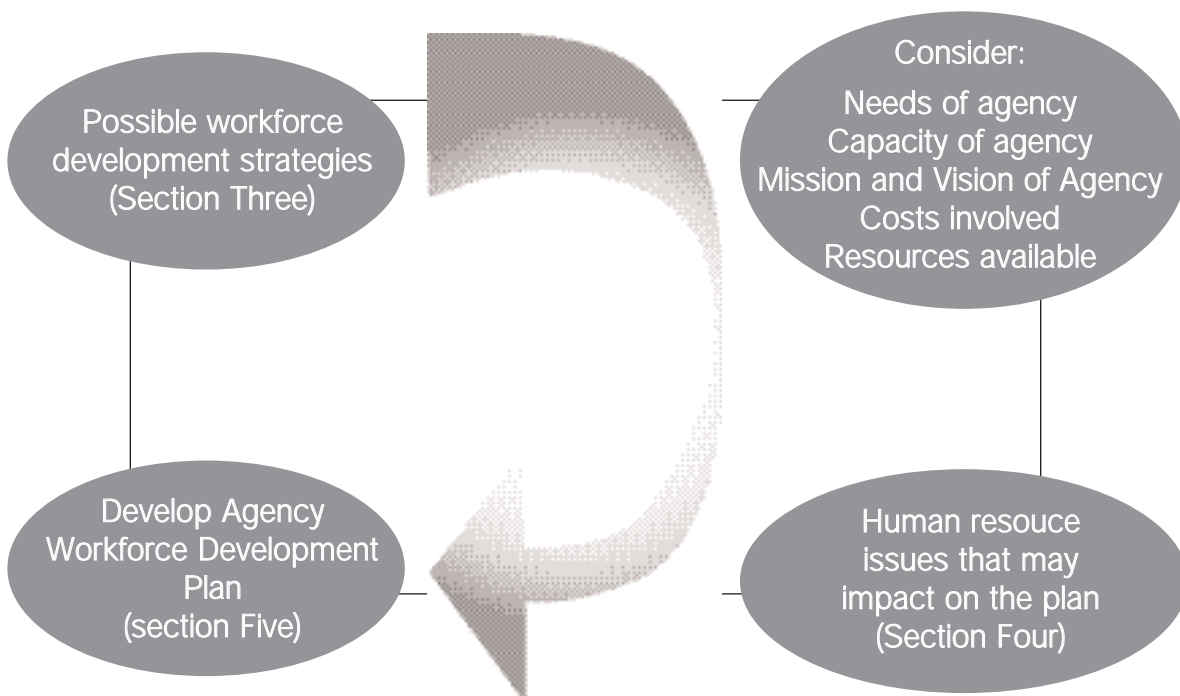 Possible workforce
development strategies
(Section Three)
Consider:
Needs of agency
Capacity of agency
Mission and Vision of Agency
Costs involved
Resources available
Develop Agency
Workforce Development
Plan
(section Five)
Human resouce
issues that may
impact on the plan
(Section Four)